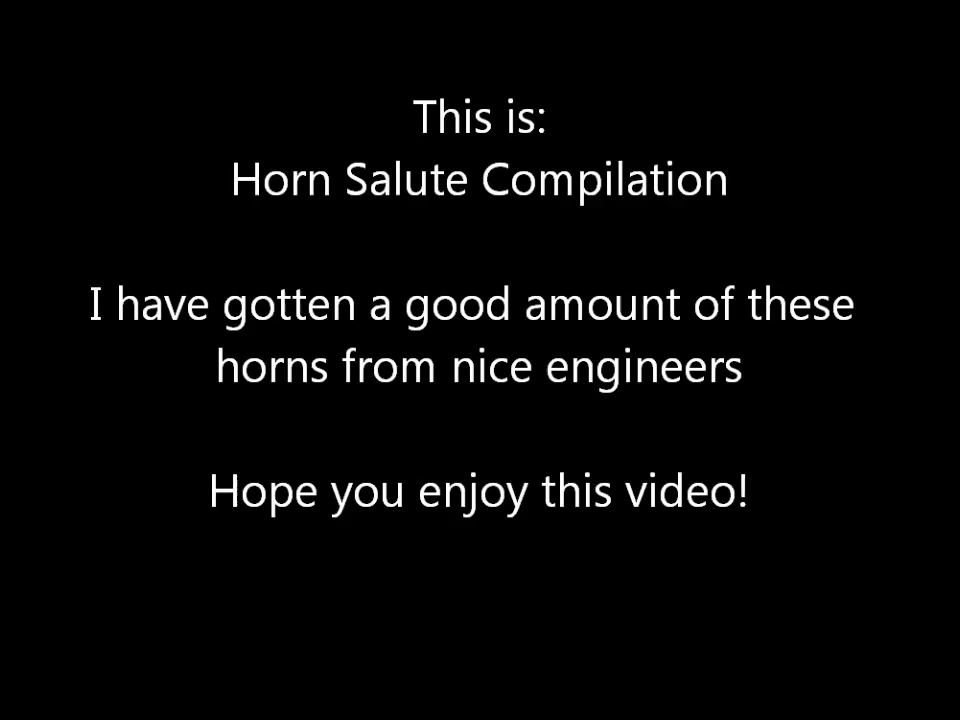 This is:
Horn Salute Compilation
I have gotten a good amount of these
horns from nice engineers
Hope you enjoy this video!